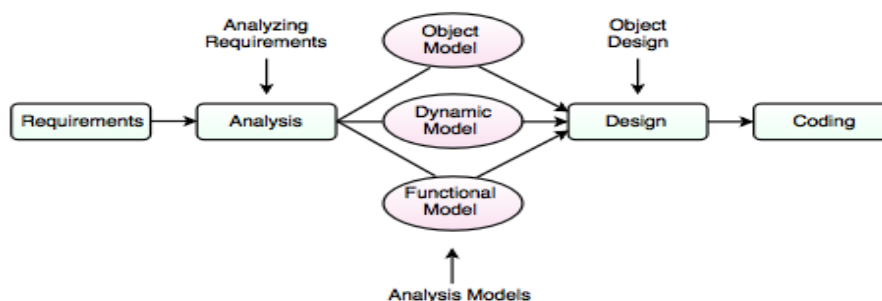 Analyzing
Requirements
Object
Model
Object
Design
Requirements
Analysis
Dynamic
Model
Design
Coding
Functional
Model
Analysis Models